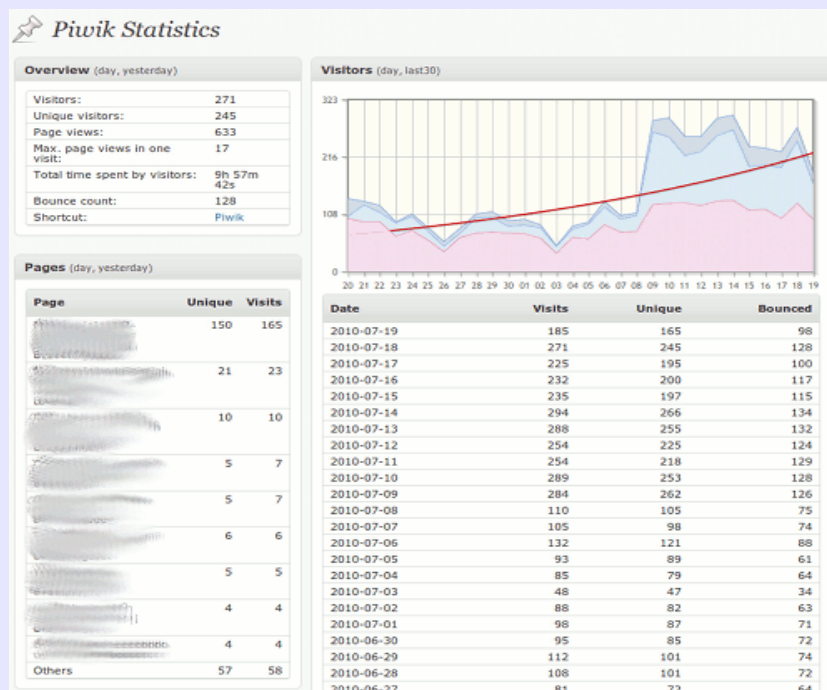 Piwik Statistics
Overview (day, yesterday)
Visitors: 271
Unique visitors: 245
Page views: 633
Max. page views in one visit: 17
Total time spent by visitors: 9h 57m 42s
Bounce count: 128
Shortcut: Piwik
Pages (day, yesterday)
Page Unique Visits
150 165
21 23
10 10
5 7
5 7
6 6
5 5
4 4
4 4
Others 57 58
Visitors (day, last30)
323
216
108
0
20 21 22 23 24 25 26 27 28 29 30 01 02 03 04 05 06 07 08 09 10 11 12 13 14 15 16 17 18 19
Date Visits Unique Bounced
2010-07-19 185 165 98
2010-07-18 271 245 128
2010-07-17 225 195 100
2010-07-16 232 200 117
2010-07-15 235 197 115
2010-07-14 294 266 134
2010-07-13 288 255 132
2010-07-12 254 225 124
2010-07-11 254 218 129
2010-07-10 289 253 128
2010-07-09 284 262 126
2010-07-08 110 105 75
2010-07-07 105 98 74
2010-07-06 132 121 88
2010-07-05 93 89 61
2010-07-04 85 79 64
2010-07-03 48 47 34
2010-07-02 88 82 63
2010-07-01 98 87 71
2010-06-30 95 85 72
2010-06-29 112 101 74
2010-06-28 108 101 72
2010-06-27 81 72 64